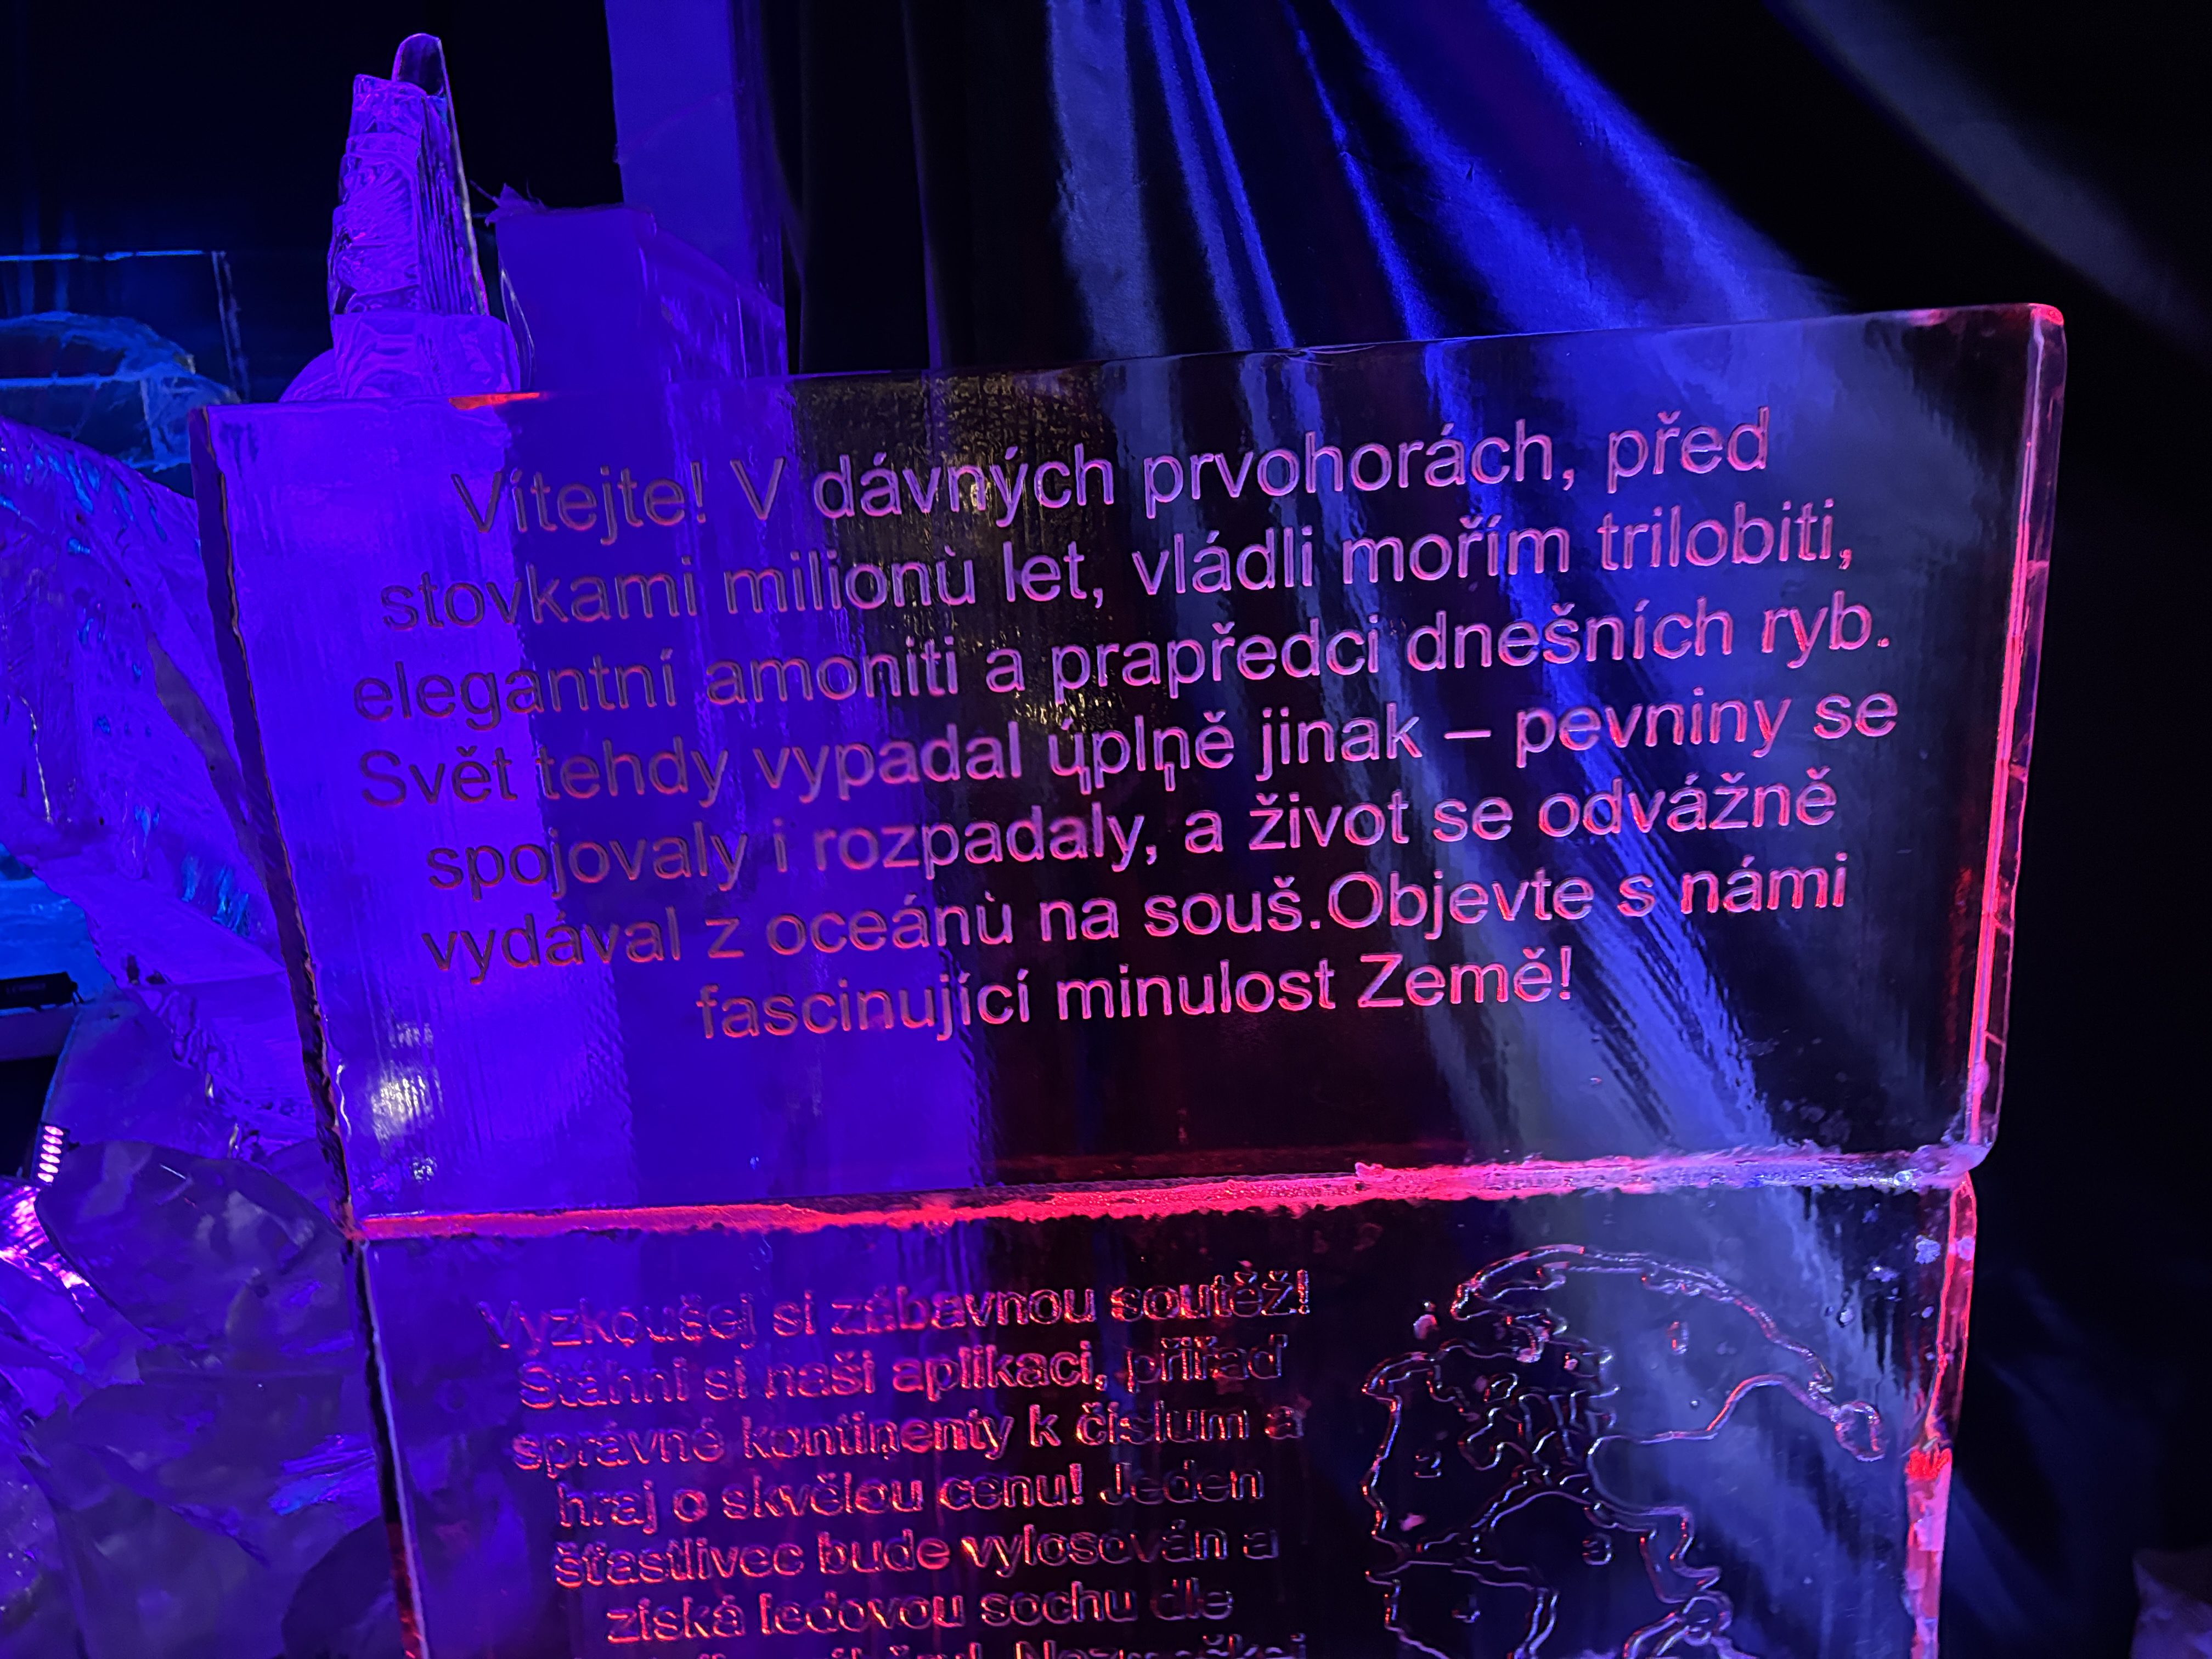 Vítejte! V dávných prvohorách, před
stovkami milionů let, vládli mořím trilobiti,
elegantní amoniti a prapředci dnešních ryb.
Svět tehdy vypadal úplně jinak – pevniny se
spojovaly i rozpadaly, a život se odvážně
vydával z oceánů na souš.Objevte s námi
fascinující minulost Země!
Vyzkoušej si zábavnou soutěž!
Stáhni si naši aplikaci, přiřaď
správné kontinenty k číslum a
hraj o skvělou cenu! Jeden
šťastlivec bude vylosován a
získá ledovou sochu dle
1
2
3
4